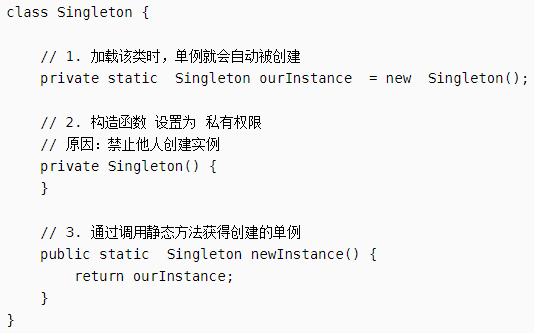 class Singleton {
// 1. 加载该类时，单例就会自动被创建
private static  Singleton ourInstance  = new  Singleton();
// 2. 构造函数 设置为 私有权限
// 原因：禁止他人创建实例
private Singleton() {
}
// 3. 通过调用静态方法获得创建的单例
public static  Singleton newInstance() {
return ourInstance;
}
}